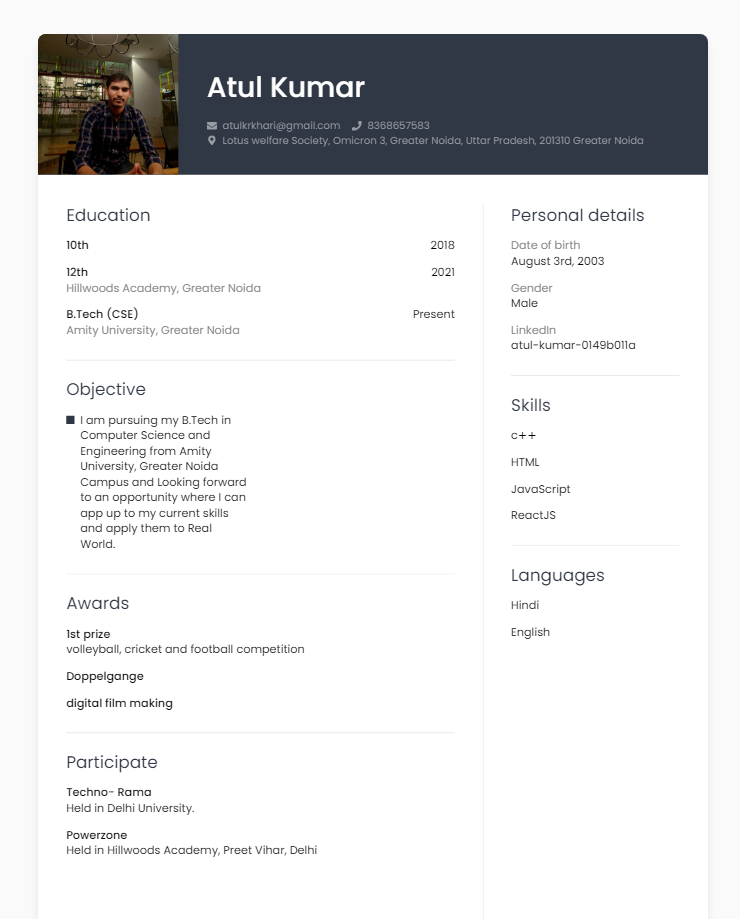 Atul Kumar
atulkrkhari@gmail.com 8368657583
Lotus welfare Society, Omicron 3, Greater Noida, Uttar Pradesh, 201310 Greater Noida
Education
10th 2018
12th 2021
Hillwoods Academy, Greater Noida
B.Tech (CSE) Present
Amity University, Greater Noida
Objective
I am pursuing my B.Tech in
Computer Science and
Engineering from Amity
University, Greater Noida
Campus and Looking forward
to an opportunity where I can
app up to my current skills
and apply them to Real
World.
Awards
1st prize
volleyball, cricket and football competition
Doppelgange
digital film making
Participate
Techno- Rama
Held in Delhi University.
Powerzone
Held in Hillwoods Academy, Preet Vihar, Delhi
Personal details
Date of birth
August 3rd, 2003
Gender
Male
LinkedIn
atul-kumar-0149b011a
Skills
c++
HTML
JavaScript
ReactJS
Languages
Hindi
English